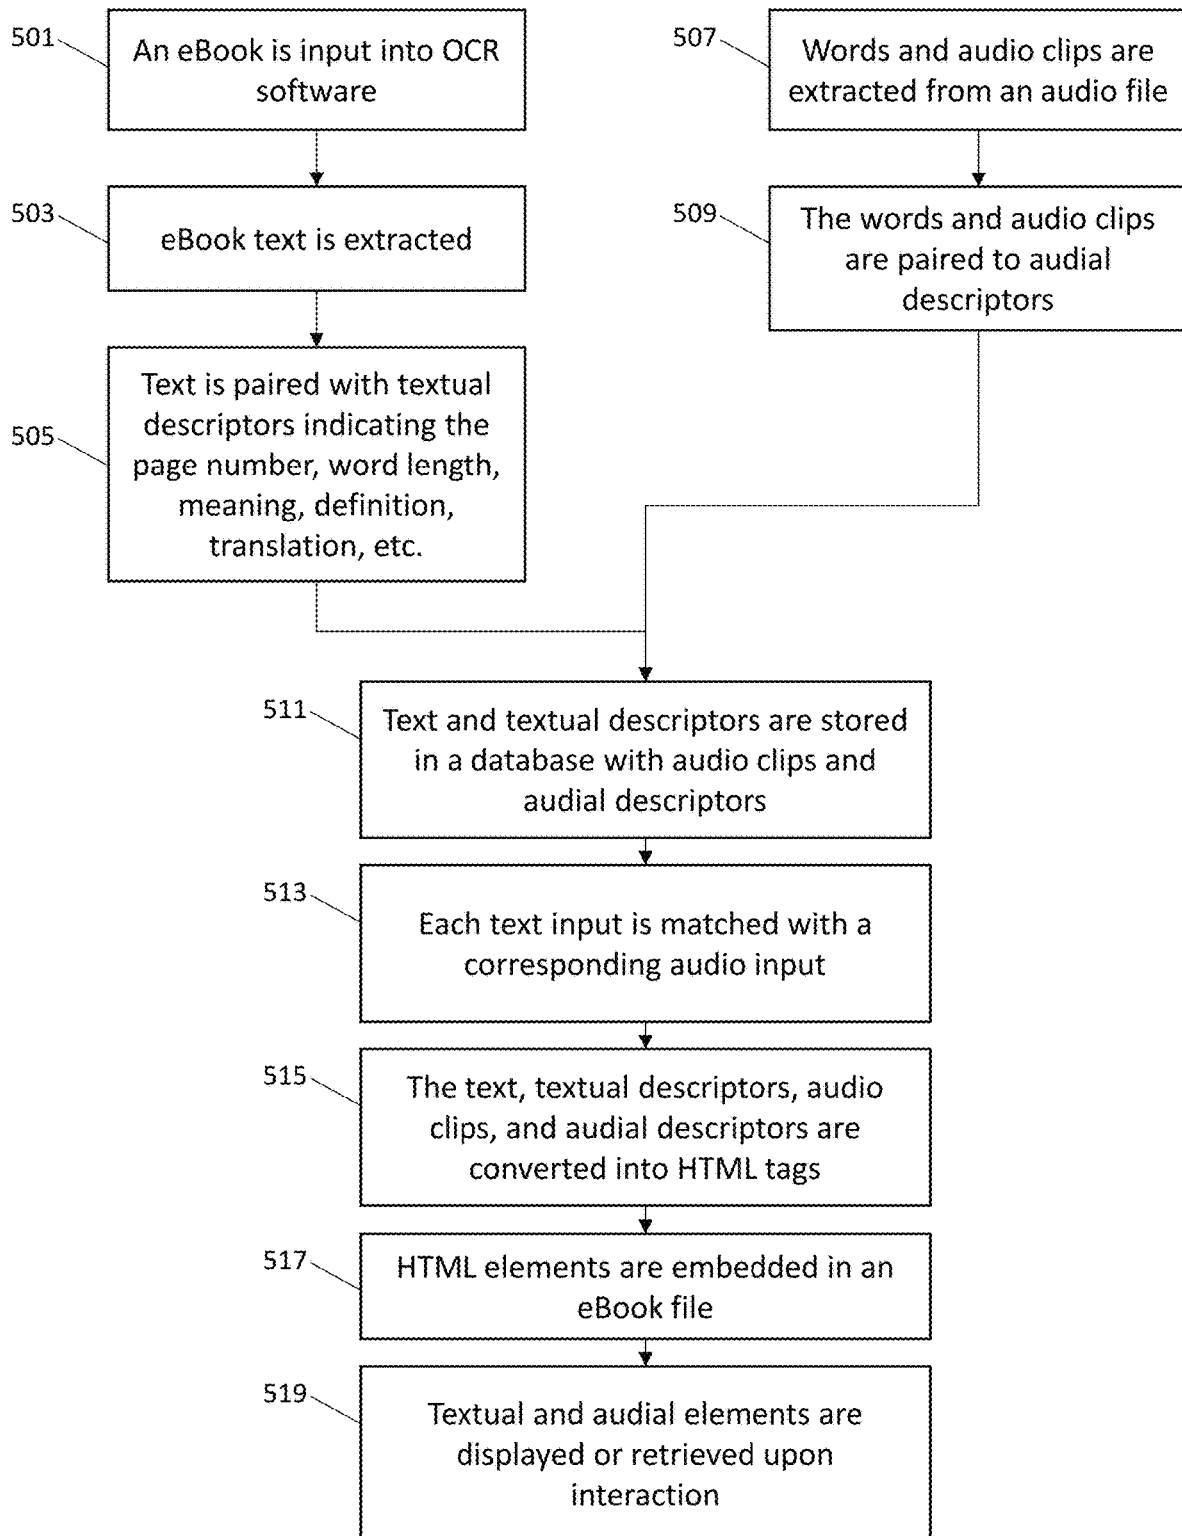 501
An eBook is input into OCR
software
503
eBook text is extracted
505
Text is paired with textual
descriptors indicating the
page number, word length,
meaning, definition,
translation, etc.
507
Words and audio clips are
extracted from an audio file
509
The words and audio clips
are paired to audial
descriptors
511
Text and textual descriptors are stored
in a database with audio clips and
audial descriptors
513
Each text input is matched with a
corresponding audio input
515
The text, textual descriptors, audio
clips, and audial descriptors are
converted into HTML tags
517
HTML elements are embedded in an
eBook file
519
Textual and audial elements are
displayed or retrieved upon
interaction